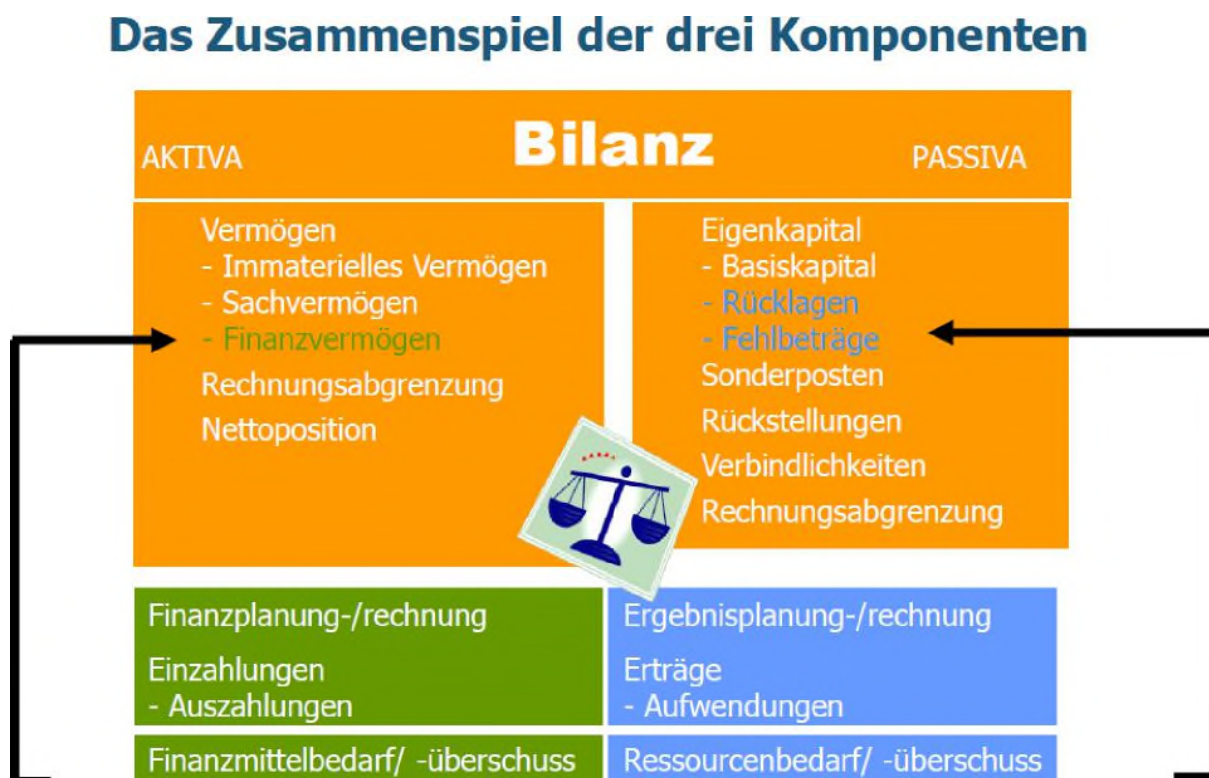 Das Zusammenspiel der drei Komponenten
AKTIVA
Bilanz
PASSIVA
Vermögen
- Immaterielles Vermögen
- Sachvermögen
- Finanzvermögen
Rechnungsabgrenzung
Nettoposition
Eigenkapital
- Basiskapital
- Rücklagen
- Fehlbeträge
Sonderposten
Rückstellungen
Verbindlichkeiten
Rechnungsabgrenzung
Finanzplanung-/rechnung
Einzahlungen
- Auszahlungen
Finanzmittelbedarf/ -überschuss
Ergebnisplanung-/rechnung
Erträge
- Aufwendungen
Ressourcenbedarf/ -überschuss